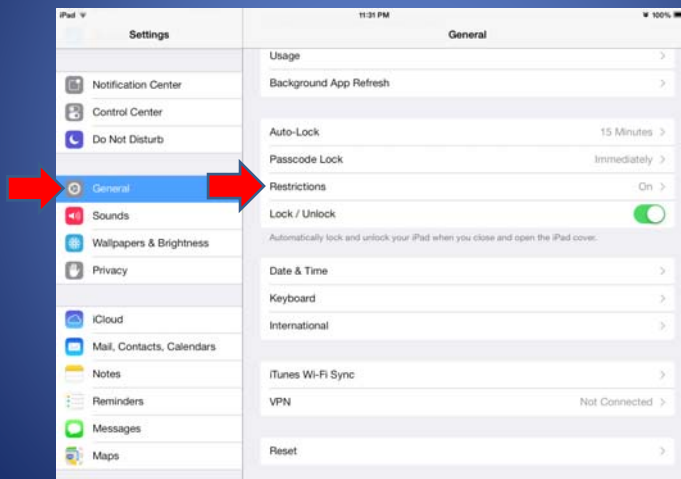 iPad 11:31 PM 100%
Settings
General
Notification Center
Control Center
Do Not Disturb
General
Sounds
Wallpapers & Brightness
Privacy
iCloud
Mail, Contacts, Calendars
Notes
Reminders
Messages
Maps
Usage
Background App Refresh
Auto-Lock 15 Minutes
Passcode Lock Immediately
Restrictions On
Lock / Unlock
Automatically lock and unlock your iPad when you close and open the iPad cover.
Date & Time
Keyboard
International
iTunes Wi-Fi Sync
VPN Not Connected
Reset